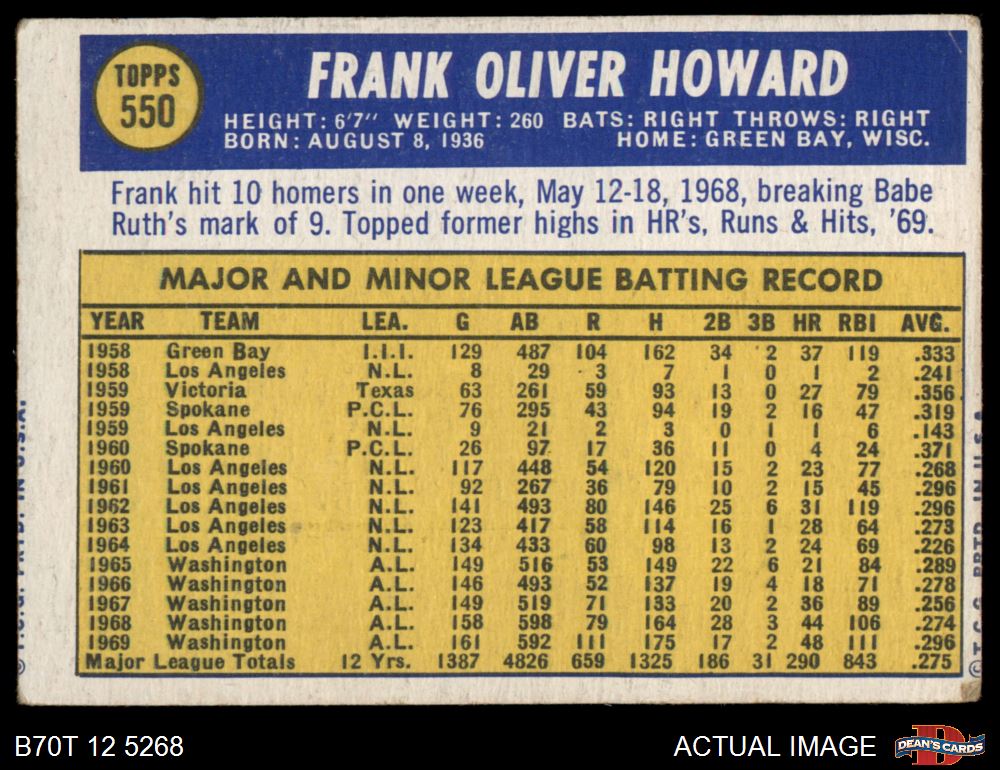 TOPPS
550
FRANK OLIVER HOWARD
HEIGHT: 6'7" WEIGHT: 260 BATS: RIGHT THROWS: RIGHT
BORN: AUGUST 8, 1936 HOME: GREEN BAY, WISC.
Frank hit 10 homers in one week, May 12-18, 1968, breaking Babe
Ruth's mark of 9. Topped former highs in HR's, Runs & Hits, '69.
MAJOR AND MINOR LEAGUE BATTING RECORD
YEAR TEAM LEA. G AB R H 2B 3B HR RBI AVG.
1958 Green Bay I.I.I. 129 487 104 162 34 2 37 119 .333
1958 Los Angeles N.L. 8 29 3 7 1 0 1 2 .241
1959 Victoria Texas 63 261 59 93 13 0 27 79 .356
1959 Spokane P.C.L. 76 295 43 94 19 2 16 47 .319
1959 Los Angeles N.L. 9 21 2 3 0 1 1 6 .143
1960 Spokane P.C.L. 26 97 17 36 11 0 4 24 .371
1960 Los Angeles N.L. 117 448 54 120 15 2 23 77 .268
1961 Los Angeles N.L. 92 267 36 79 10 2 15 45 .296
1962 Los Angeles N.L. 141 493 80 146 25 6 31 119 .296
1963 Los Angeles N.L. 123 417 58 114 16 1 28 64 .273
1964 Los Angeles N.L. 134 433 60 98 13 2 24 69 .226
1965 Washington A.L. 149 516 53 149 22 6 21 84 .289
1966 Washington A.L. 146 493 52 137 19 4 18 71 .278
1967 Washington A.L. 149 519 71 133 20 2 36 89 .256
1968 Washington A.L. 158 598 79 164 28 3 44 106 .274
1969 Washington A.L. 161 592 111 175 17 2 48 111 .296
Major League Totals 12 Yrs. 1387 4826 659 1325 186 31 290 843 .275
©T.C.G. PRTD. IN U.S.A.
B70T 12 5268
ACTUAL IMAGE
DEAN'S CARDS